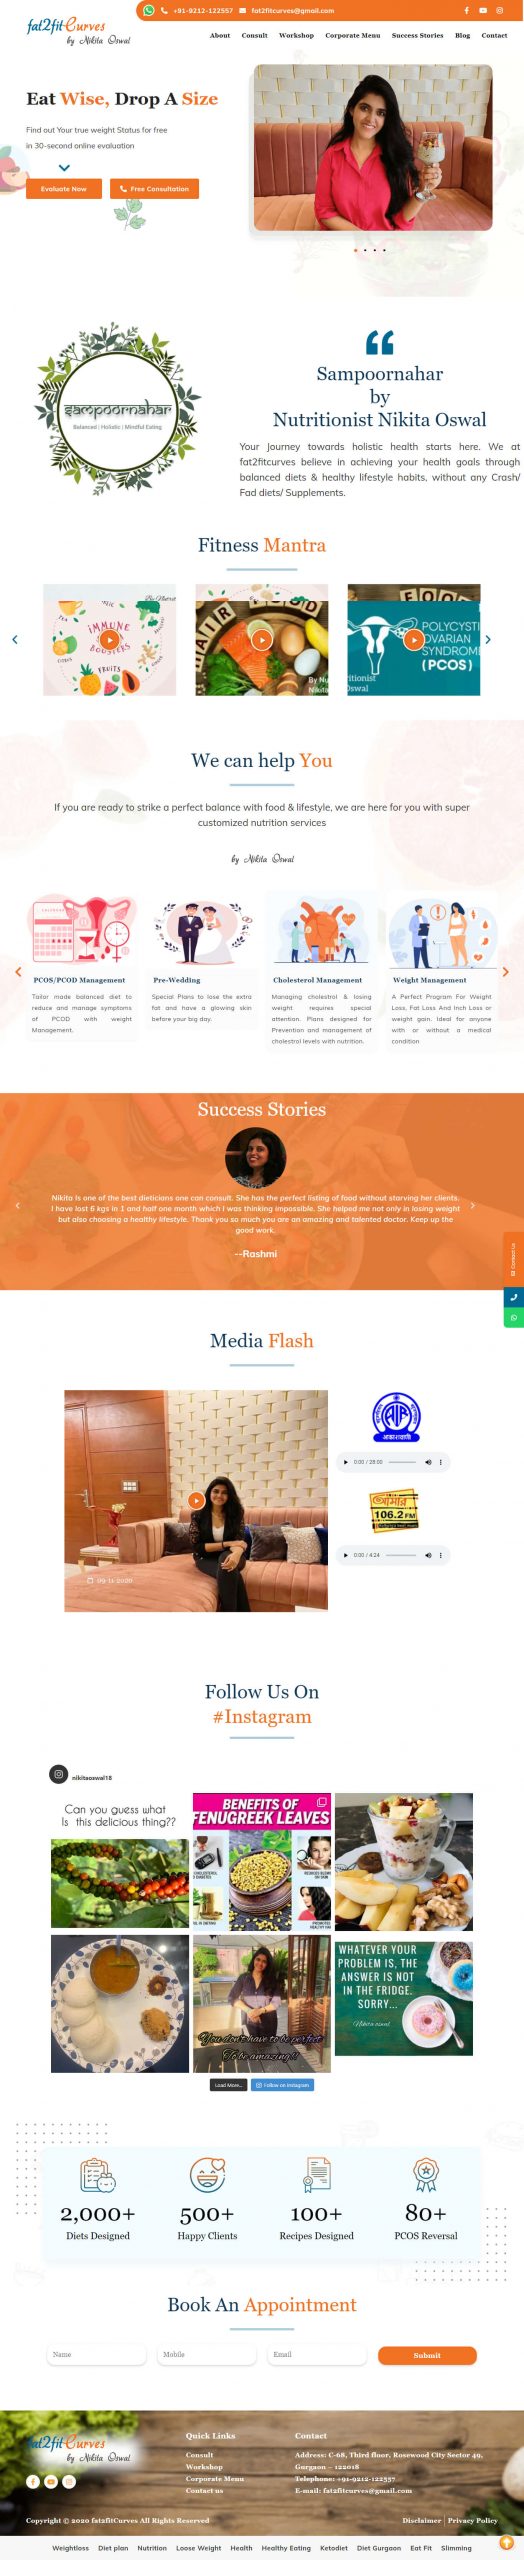 +91-9212-122557 fat2fitcurves@gmail.com
fat2fitCurves
by Nikita Oswal
About Consult Workshop Corporate Menu Success Stories Blog Contact
Eat Wise, Drop A Size
Find out Your true weight Status for free
in 30-second online evaluation
Evaluate Now Free Consultation
सम्पूर्णahar
Balanced | Holistic | Mindful Eating
Sampoornahar
by
Nutritionist Nikita Oswal
Your Journey towards holistic health starts here. We at
fat2fitcurves believe in achieving your health goals through
balanced diets & healthy lifestyle habits, without any Crash/
Fad diets/ Supplements.
Fitness Mantra
IMMUNE
BOOSTERS
CITRUS
FRUITS
By Nu
Nikita
POLYCYSTI
OVARIAN
SYNDROME
(PCOS)
ritionist
Oswal
We can help You
If you are ready to strike a perfect balance with food & lifestyle, we are here for you with super
customized nutrition services
by Nikita Oswal
CALENDAR
PCOS/PCOD Management
Tailor made balanced diet to
reduce and manage symptoms
of PCOD with weight
Management.
Pre-Wedding
Special Plans to lose the extra
fat and have a glowing skin
before your big day.
Cholesterol Management
Managing cholestrol & losing
weight requires special
attention. Plans designed for
Prevention and management of
cholestrol levels with nutrition.
Weight Management
A Perfect Program For Weight
Loss, Fat Loss And Inch Loss or
weight gain. Ideal for anyone
with or without a medical
condition
Success Stories
Nikita is one of the best dieticians one can consult. She has the perfect listing of food without starving her clients.
I have lost 6 kgs in 1 and half one month which I was thinking impossible. She helped me not only in losing weight
but also choosing a healthy lifestyle. Thank you so much you are an amazing and talented doctor. Keep up the
good work.
--Rashmi
Contact Us
Media Flash
09-11-2020
AIR
आकाशवाणी
0:00 / 28:00
আমার
106.2 FM
0:00 / 4:24
Follow Us On
#Instagram
nikitaoswal18
Can you guess what
Is this delicious thing??
BENEFITS OF
FENUGREEK LEAVES
WHATEVER YOUR
PROBLEM IS, THE
ANSWER IS NOT
IN THE FRIDGE.
SORRY...
Nikita oswal
You don't have to be perfect
To be amazing!!
Load More... Follow on Instagram
2,000+ 500+ 100+ 80+
Diets Designed Happy Clients Recipes Designed PCOS Reversal
Book An Appointment
Name Mobile Email Submit
fat2fitCurves
by Nikita Oswal
Quick Links
Consult
Workshop
Corporate Menu
Contact us
Contact
Address: C-68, Third floor, Rosewood City Sector 49,
Gurgaon – 122018
Telephone: +91-9212-122557
E-mail: fat2fitcurves@gmail.com
Copyright © 2020 fat2fitCurves All Rights Reserved
Disclaimer | Privacy Policy
Weightloss Diet plan Nutrition Loose Weight Health Healthy Eating Ketodiet Diet Gurgaon Eat Fit Slimming